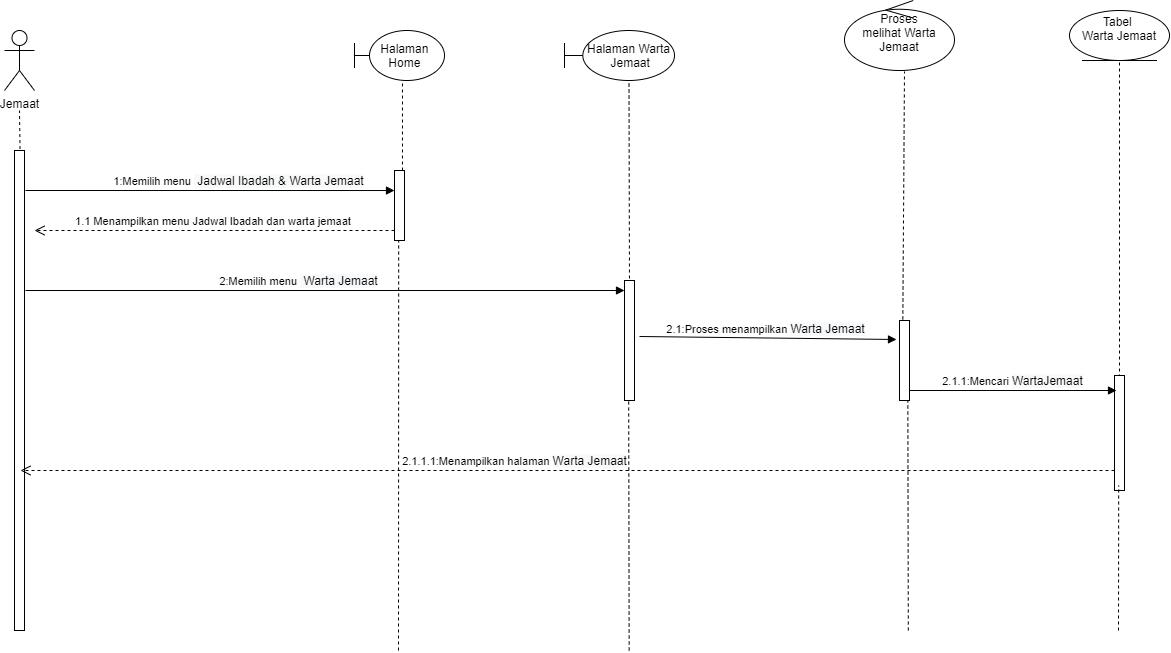 Jemaat
Halaman
Home
Halaman Warta
Jemaat
Proses
melihat Warta
Jemaat
Tabel
Warta Jemaat
1:Memilih menu Jadwal Ibadah & Warta Jemaat
1.1 Menampilkan menu Jadwal Ibadah dan warta jemaat
2:Memilih menu Warta Jemaat
2.1:Proses menampilkan Warta Jemaat
2.1.1:Mencari WartaJemaat
2.1.1.1:Menampilkan halaman Warta Jemaat